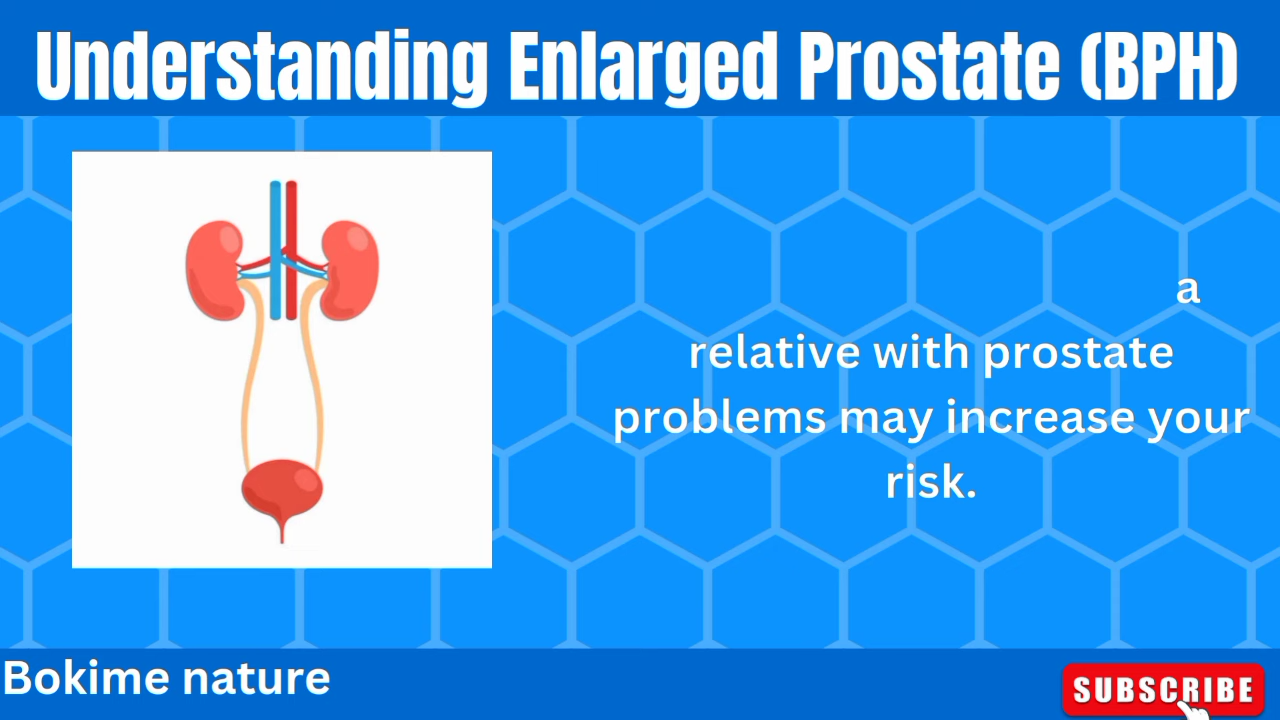 Understanding Enlarged Prostate (BPH)
a
relative with prostate
problems may increase your
risk.
Bokime nature
SUBSCRIBE